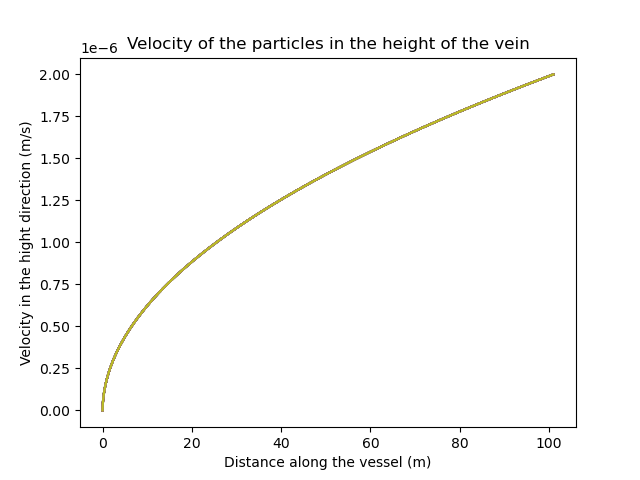 Velocity of the particles in the height of the vein
1e−6
2.00
1.75
1.50
1.25
1.00
0.75
0.50
0.25
0.00
Velocity in the hight direction (m/s)
0 20 40 60 80 100
Distance along the vessel (m)